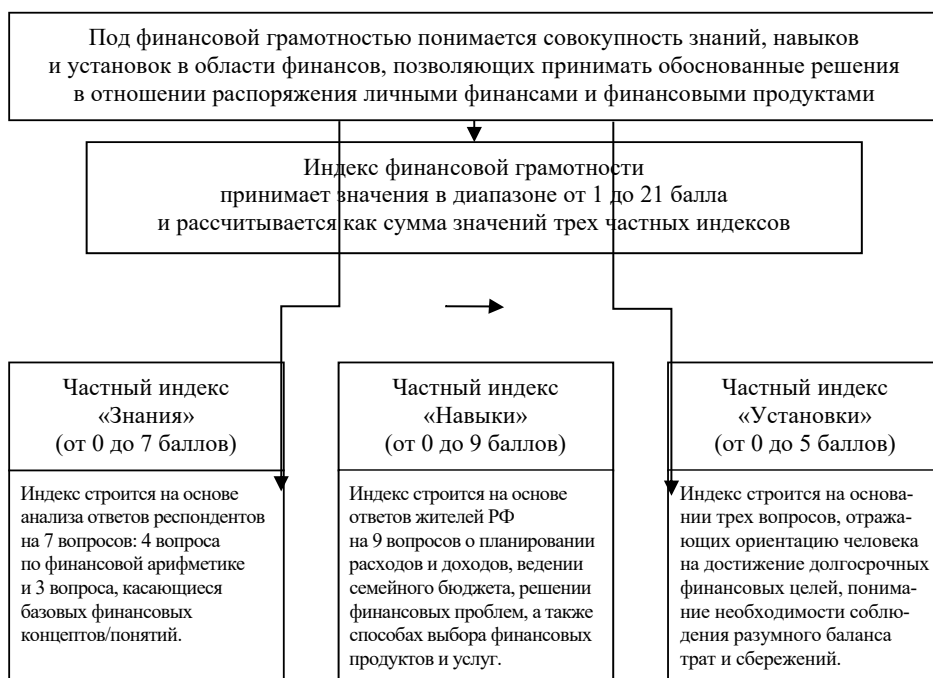 Под финансовой грамотностью понимается совокупность знаний, навыков
и установок в области финансов, позволяющих принимать обоснованные решения
в отношении распоряжения личными финансами и финансовыми продуктами
Индекс финансовой грамотности
принимает значения в диапазоне от 1 до 21 балла
и рассчитывается как сумма значений трех частных индексов
Частный индекс
«Знания»
(от 0 до 7 баллов)
Индекс строится на основе
анализа ответов респондентов
на 7 вопросов: 4 вопроса
по финансовой арифметике
и 3 вопроса, касающиеся
базовых финансовых
концептов/понятий.
Частный индекс
«Навыки»
(от 0 до 9 баллов)
Индекс строится на основе
ответов жителей РФ
на 9 вопросов о планировании
расходов и доходов, ведении
семейного бюджета, решении
финансовых проблем, а также
способах выбора финансовых
продуктов и услуг.
Частный индекс
«Установки»
(от 0 до 5 баллов)
Индекс строится на основа-
нии трех вопросов, отража-
ющих ориентацию человека
на достижение долгосрочных
финансовых целей, понима-
ние необходимости соблю-
дения разумного баланса
трат и сбережений.